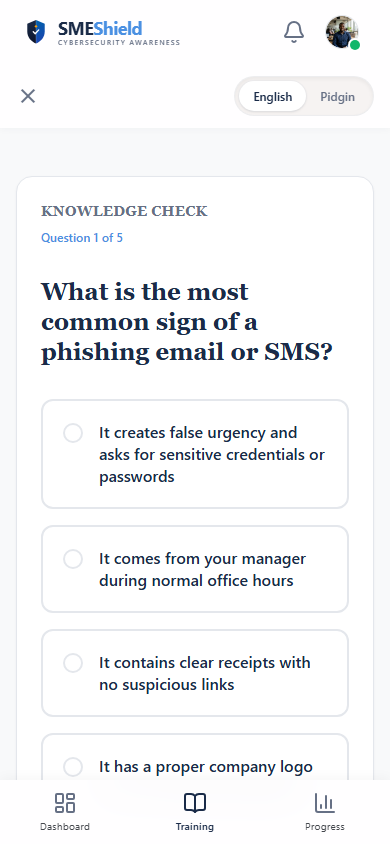 SMEShield
CYBERSECURITY AWARENESS
English
Pidgin
KNOWLEDGE CHECK
Question 1 of 5
What is the most
common sign of a
phishing email or SMS?
It creates false urgency and
asks for sensitive credentials or
passwords
It comes from your manager
during normal office hours
It contains clear receipts with
no suspicious links
It has a proper company logo
Dashboard
Training
Progress